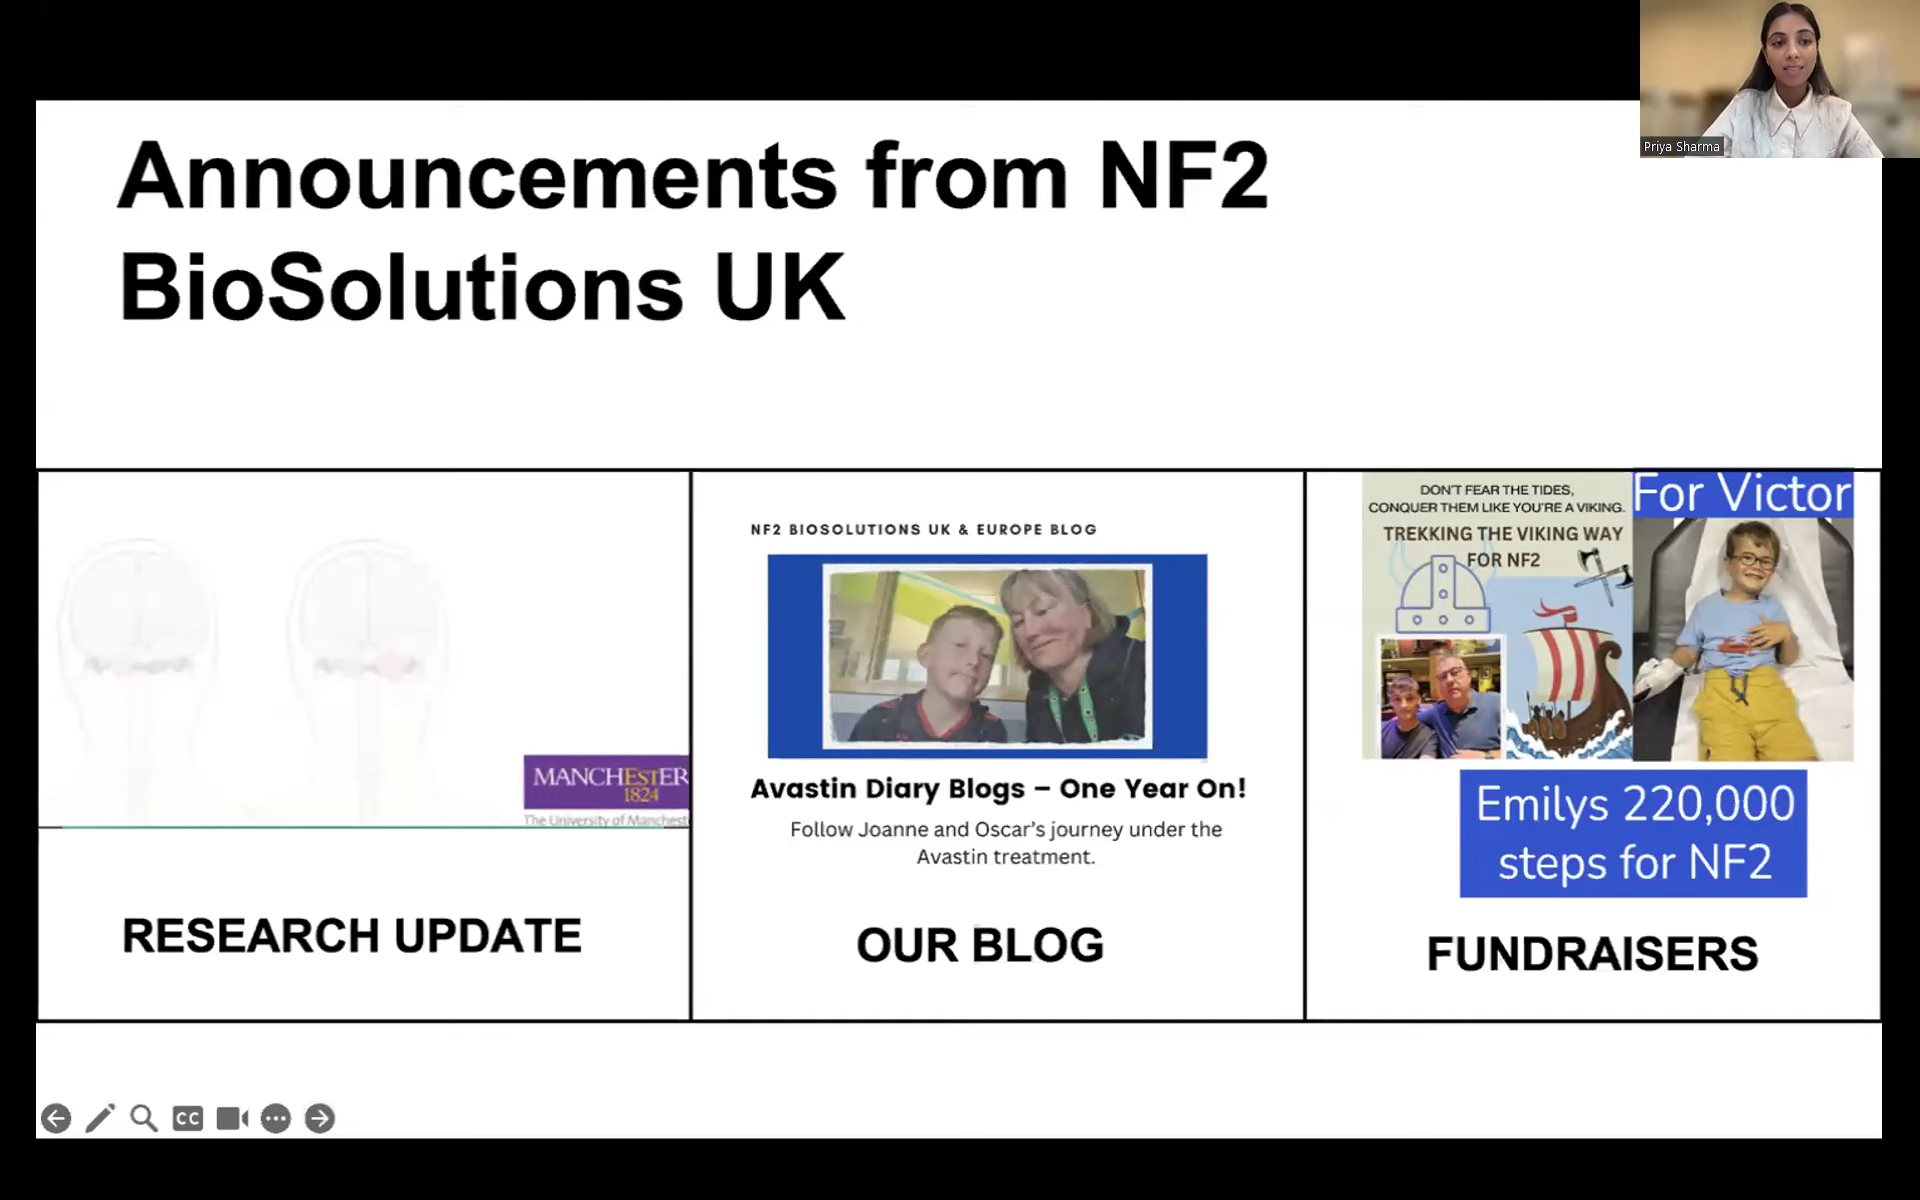 Priya Sharma
Announcements from NF2
BioSolutions UK
MANCHESTER
1824
The University of Manchest
RESEARCH UPDATE
NF2 BIOSOLUTIONS UK & EUROPE BLOG
Avastin Diary Blogs – One Year On!
Follow Joanne and Oscar's journey under the
Avastin treatment.
OUR BLOG
DON'T FEAR THE TIDES,
CONQUER THEM LIKE YOU'RE A VIKING.
TREKKING THE VIKING WAY
FOR NF2
For Victor
Emilys 220,000
steps for NF2
FUNDRAISERS
CC